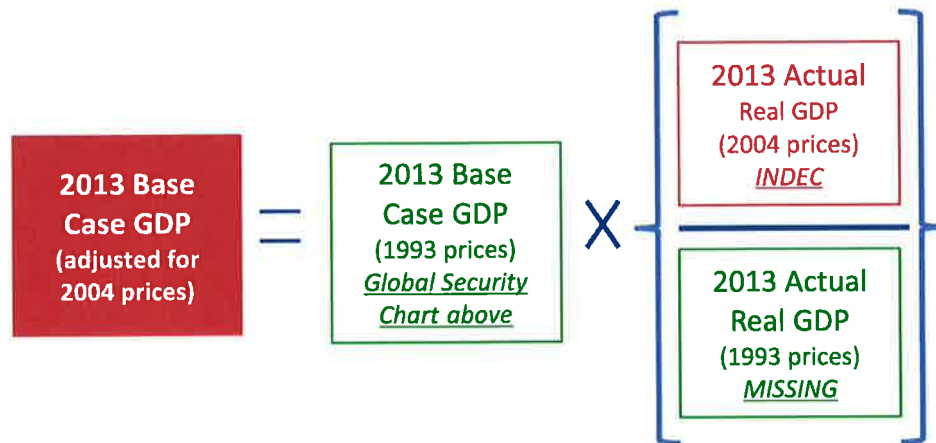 2013 Base
Case GDP
(adjusted for
2004 prices)
=
2013 Base
Case GDP
(1993 prices)
Global Security
Chart above
X
2013 Actual
Real GDP
(2004 prices)
INDEC
2013 Actual
Real GDP
(1993 prices)
MISSING